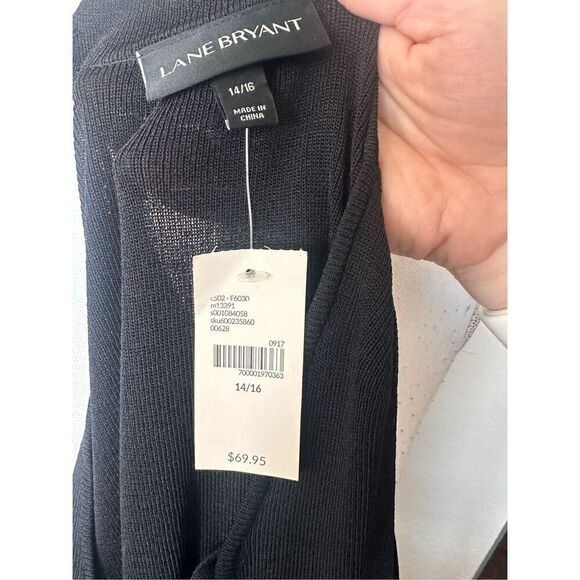 LANE BRYANT
14/16
MADE IN
CHINA
c502 - F6030
m13391
s001084058
sku600235860
00628
0917
700001970363
14/16
$69.95